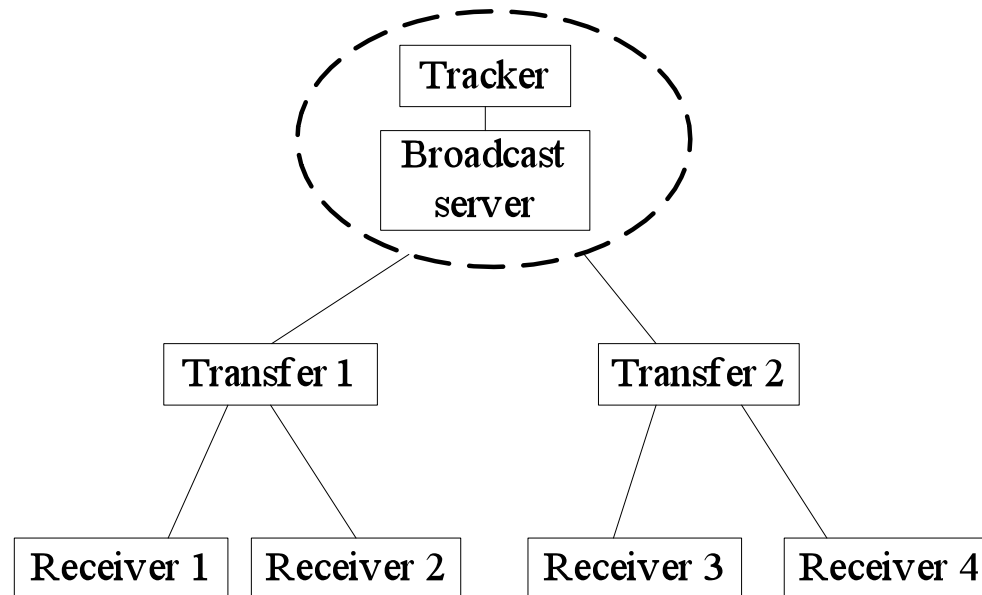 Tracker
Broadcast
server
Transfer 1
Transfer 2
Receiver 1
Receiver 2
Receiver 3
Receiver 4